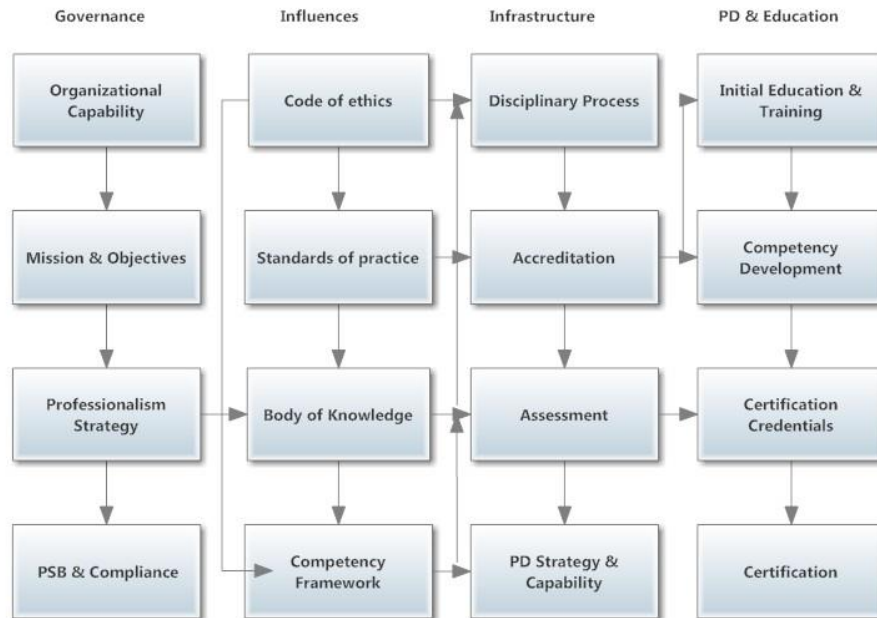 Governance
Influences
Infrastructure
PD & Education
Organizational
Capability
Code of ethics
Disciplinary Process
Initial Education &
Training
Mission & Objectives
Standards of practice
Accreditation
Competency
Development
Professionalism
Strategy
Body of Knowledge
Assessment
Certification
Credentials
PSB & Compliance
Competency
Framework
PD Strategy &
Capability
Certification